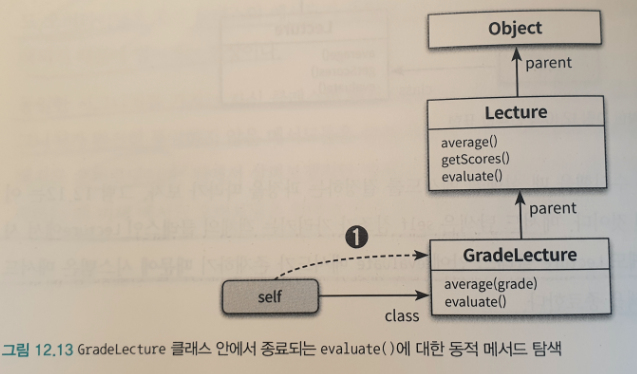 Object
parent
Lecture
average()
getScores()
evaluate()
parent
❶
GradeLecture
average(grade)
evaluate()
self
class
그림 12.13 GradeLecture 클래스 안에서 종료되는 evaluate()에 대한 동적 메서드 탐색